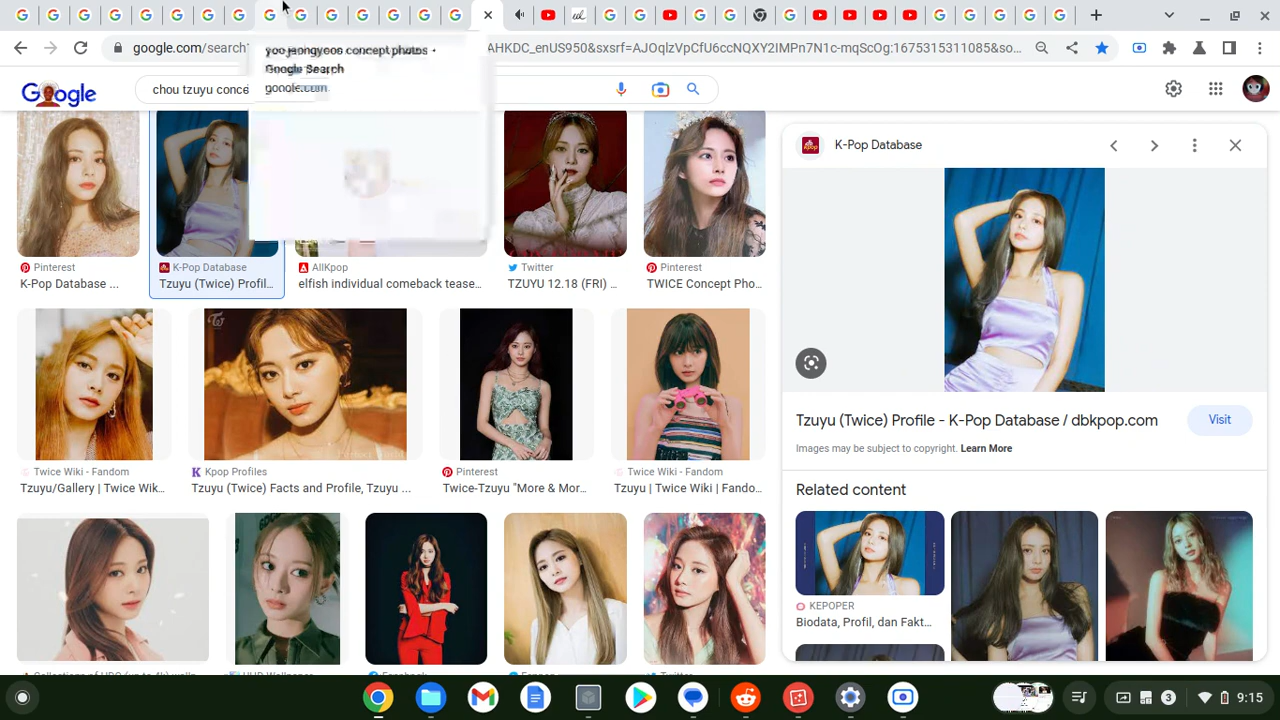 google.com/search?
AHKDC_enUS950&sxsrf=AJOqlzVpCfU6ccNQXY2IMPn7N1c-mqScOg:1675315311085&so...
yoo jeongyeon concept photos -
Google Search
google.com
Google
chou tzuyu conce
K-Pop Database
Pinterest
K-Pop Database ...
K-Pop Database
Tzuyu (Twice) Profil...
AllKpop
elfish individual comeback tease...
Twitter
TZUYU 12.18 (FRI) ...
Pinterest
TWICE Concept Pho...
Tzuyu (Twice) Profile - K-Pop Database / dbkpop.com
Visit
Images may be subject to copyright. Learn More
Twice Wiki - Fandom
Tzuyu/Gallery | Twice Wik...
Kpop Profiles
Tzuyu (Twice) Facts and Profile, Tzuyu ...
Pinterest
Twice-Tzuyu "More & Mor...
Twice Wiki - Fandom
Tzuyu | Twice Wiki | Fando...
Related content
KEPOPER
Biodata, Profil, dan Fakt...
3
9:15